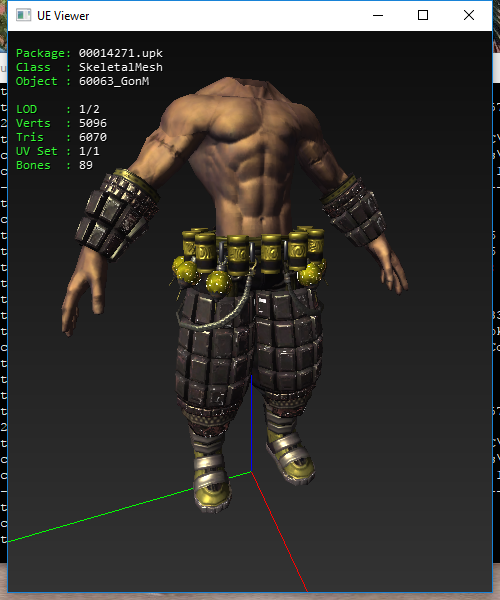 UE Viewer
Package: 00014271.upk
Class : SkeletalMesh
Object : 60063_GonM
LOD : 1/2
Verts : 5096
Tris : 6070
UV Set : 1/1
Bones : 89